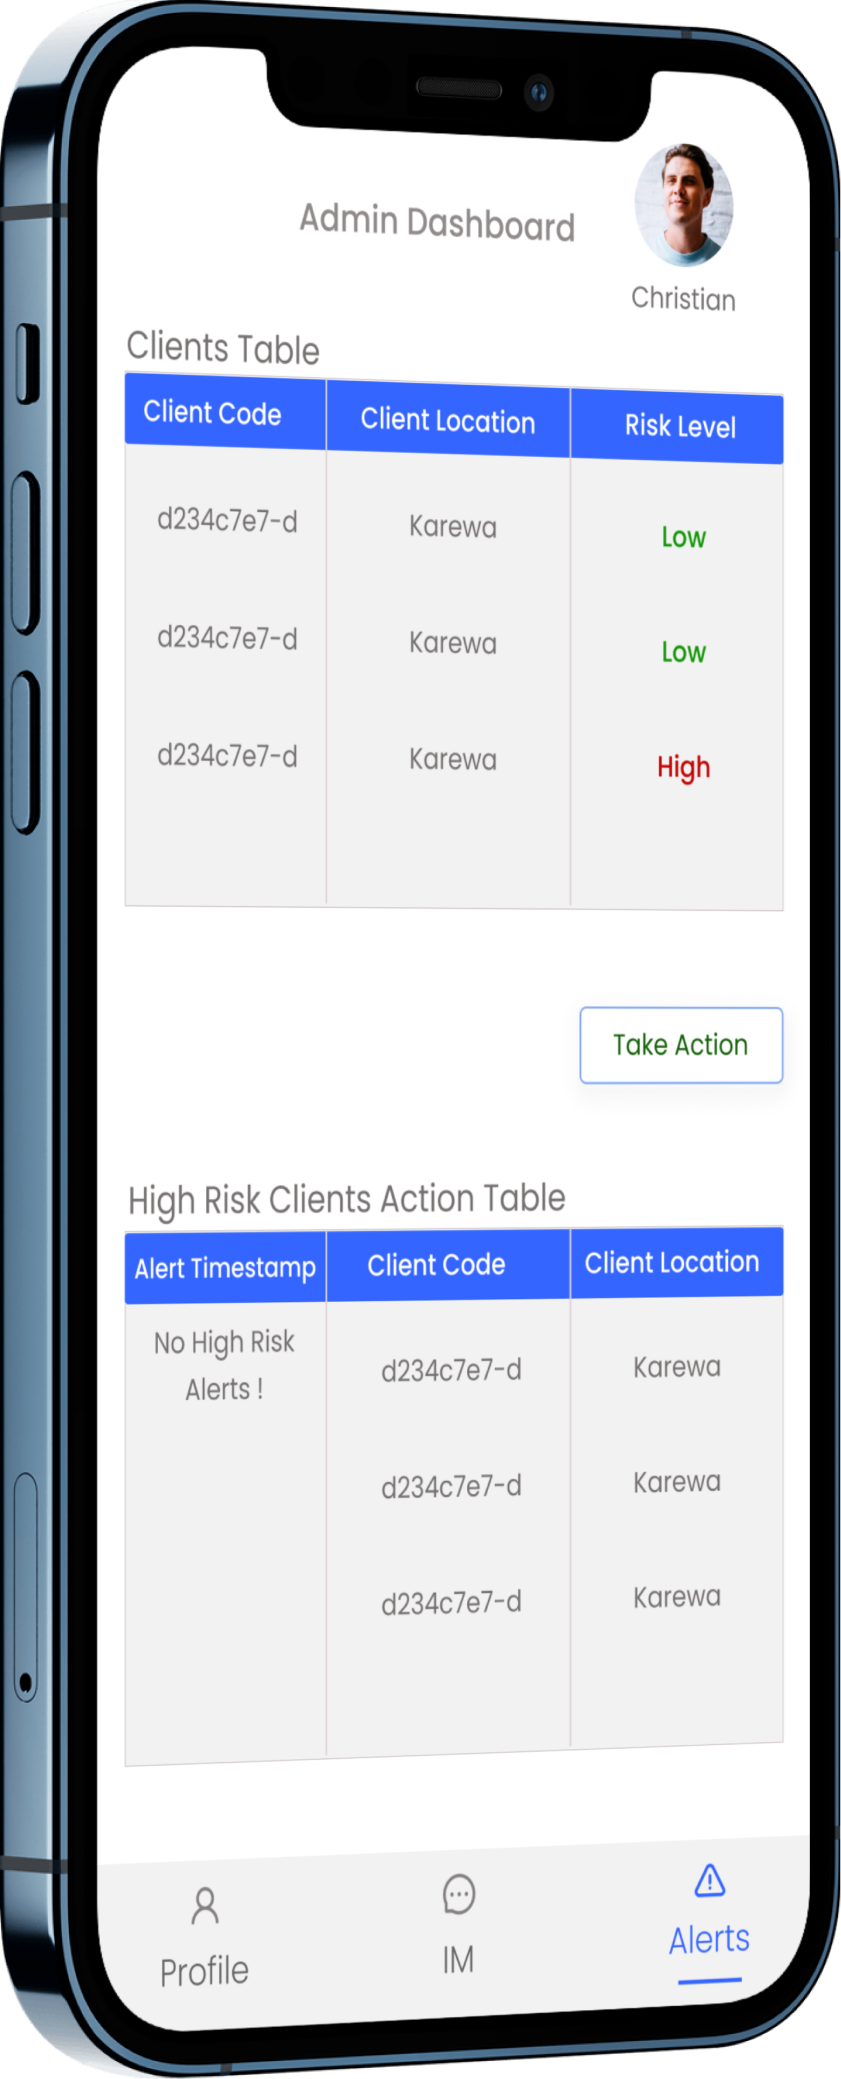 Admin Dashboard
Christian
Clients Table
Client Code Client Location Risk Level
d234c7e7-d Karewa Low
d234c7e7-d Karewa Low
d234c7e7-d Karewa High
Take Action
High Risk Clients Action Table
Alert Timestamp Client Code Client Location
No High Risk
Alerts !
d234c7e7-d Karewa
d234c7e7-d Karewa
d234c7e7-d Karewa
Profile IM Alerts